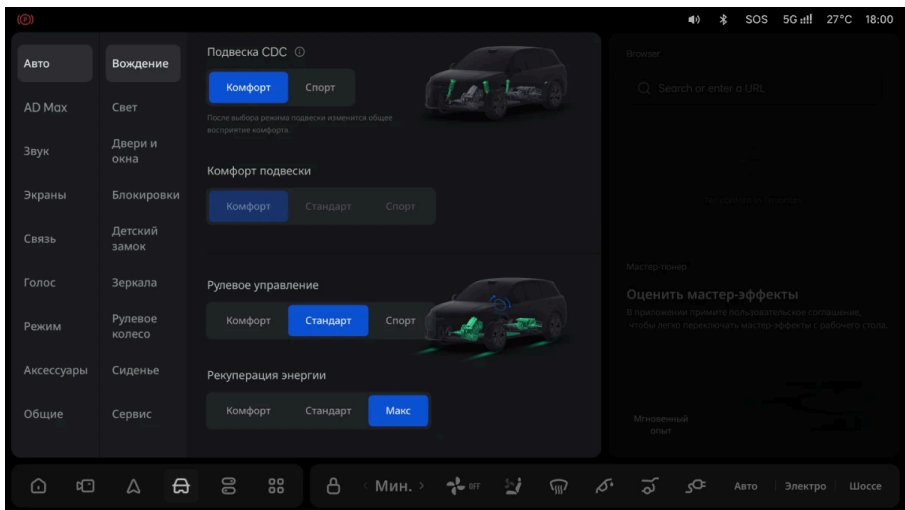 SOS 5G 27°C 18:00
Авто
AD Max
Звук
Экраны
Связь
Голос
Режим
Аксессуары
Общие
Вождение
Свет
Двери и
окна
Блокировки
Детский
замок
Зеркала
Рулевое
колесо
Сиденье
Сервис
Подвеска CDC
Комфорт Спорт
После выбора режима подвески изменится общее
восприятие комфорта.
Комфорт подвески
Комфорт Стандарт Спорт
Рулевое управление
Комфорт Стандарт Спорт
Рекуперация энергии
Комфорт Стандарт Макс
Browser
Search or enter a URL
Мастер-тюнер
Оценить мастер-эффекты
В приложении примите пользовательское соглашение,
чтобы легко переключать мастер-эффекты с рабочего стола.
Мгновенный
опыт
Мин. OFF Авто Электро Шоссе